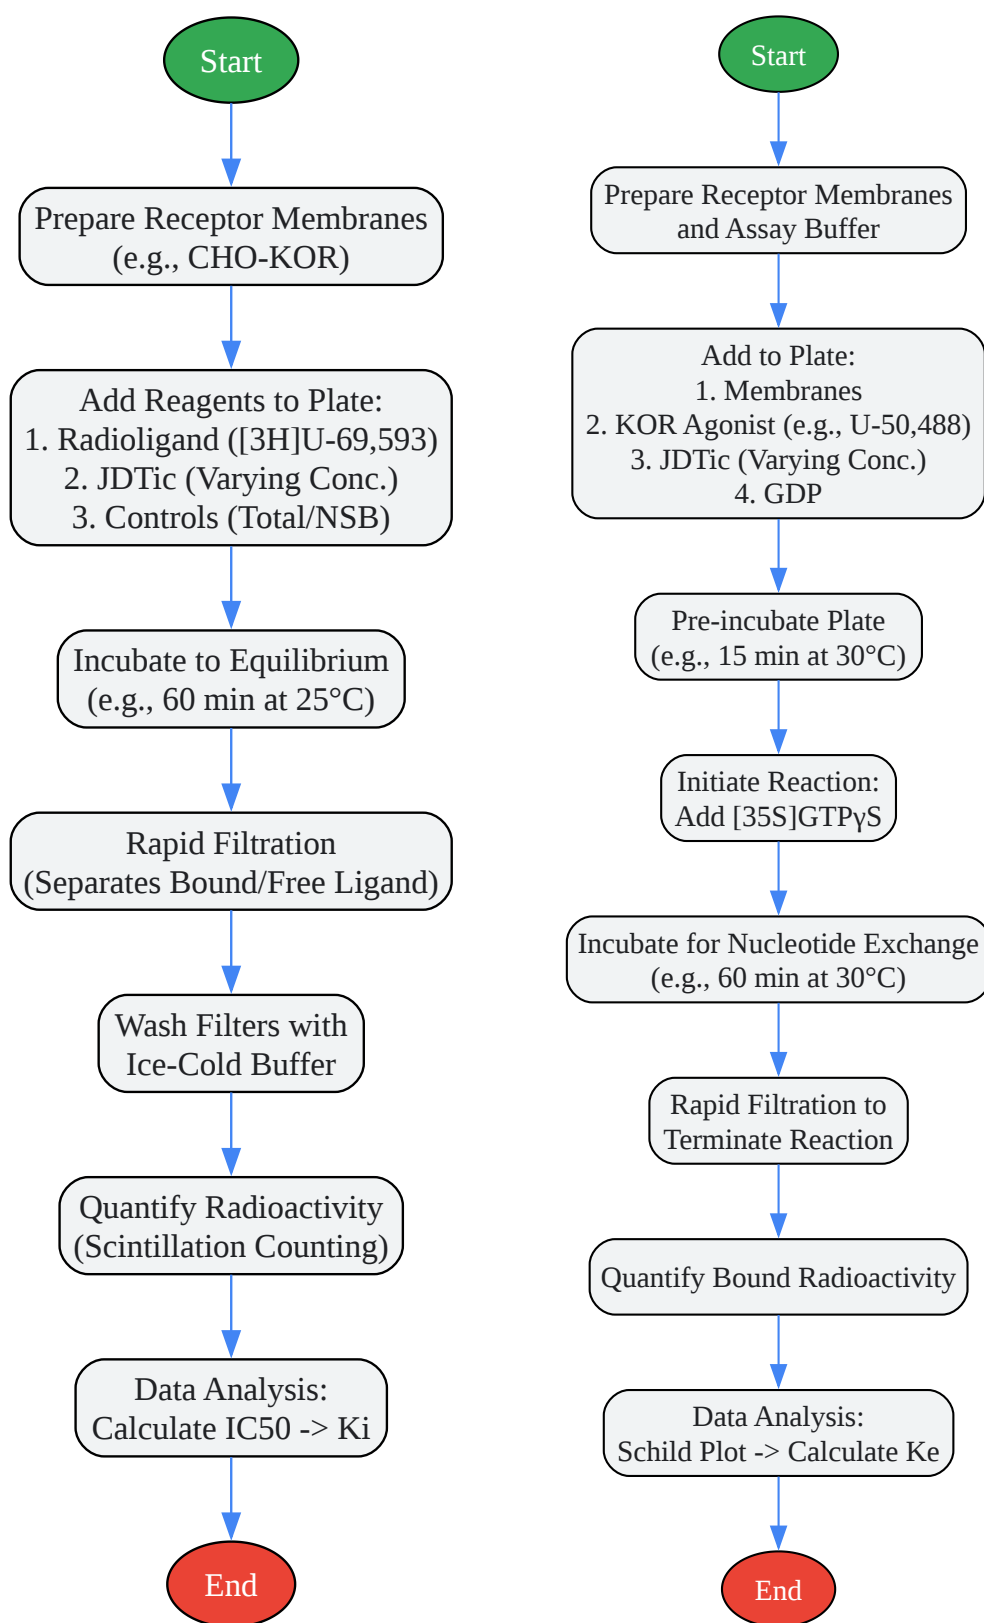 Start
Prepare Receptor Membranes
(e.g., CHO-KOR)
Add Reagents to Plate:
1. Radioligand ([3H]U-69,593)
2. JDTic (Varying Conc.)
3. Controls (Total/NSB)
Incubate to Equilibrium
(e.g., 60 min at 25°C)
Rapid Filtration
(Separates Bound/Free Ligand)
Wash Filters with
Ice-Cold Buffer
Quantify Radioactivity
(Scintillation Counting)
Data Analysis:
Calculate IC50 -> Ki
End
Start
Prepare Receptor Membranes
and Assay Buffer
Add to Plate:
1. Membranes
2. KOR Agonist (e.g., U-50,488)
3. JDTic (Varying Conc.)
4. GDP
Pre-incubate Plate
(e.g., 15 min at 30°C)
Initiate Reaction:
Add [35S]GTPγS
Incubate for Nucleotide Exchange
(e.g., 60 min at 30°C)
Rapid Filtration to
Terminate Reaction
Quantify Bound Radioactivity
Data Analysis:
Schild Plot -> Calculate Ke
End